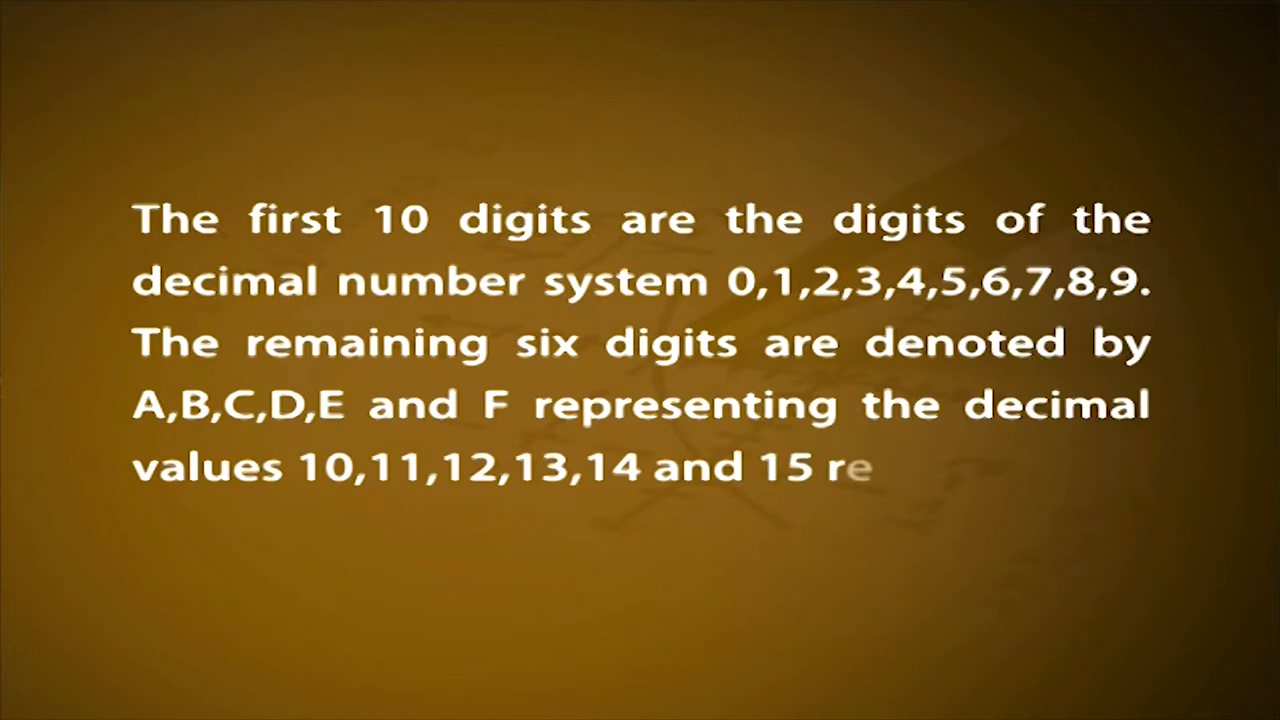 The first 10 digits are the digits of the
decimal number system 0,1,2,3,4,5,6,7,8,9.
The remaining six digits are denoted by
A,B,C,D,E and F representing the decimal
values 10,11,12,13,14 and 15 re